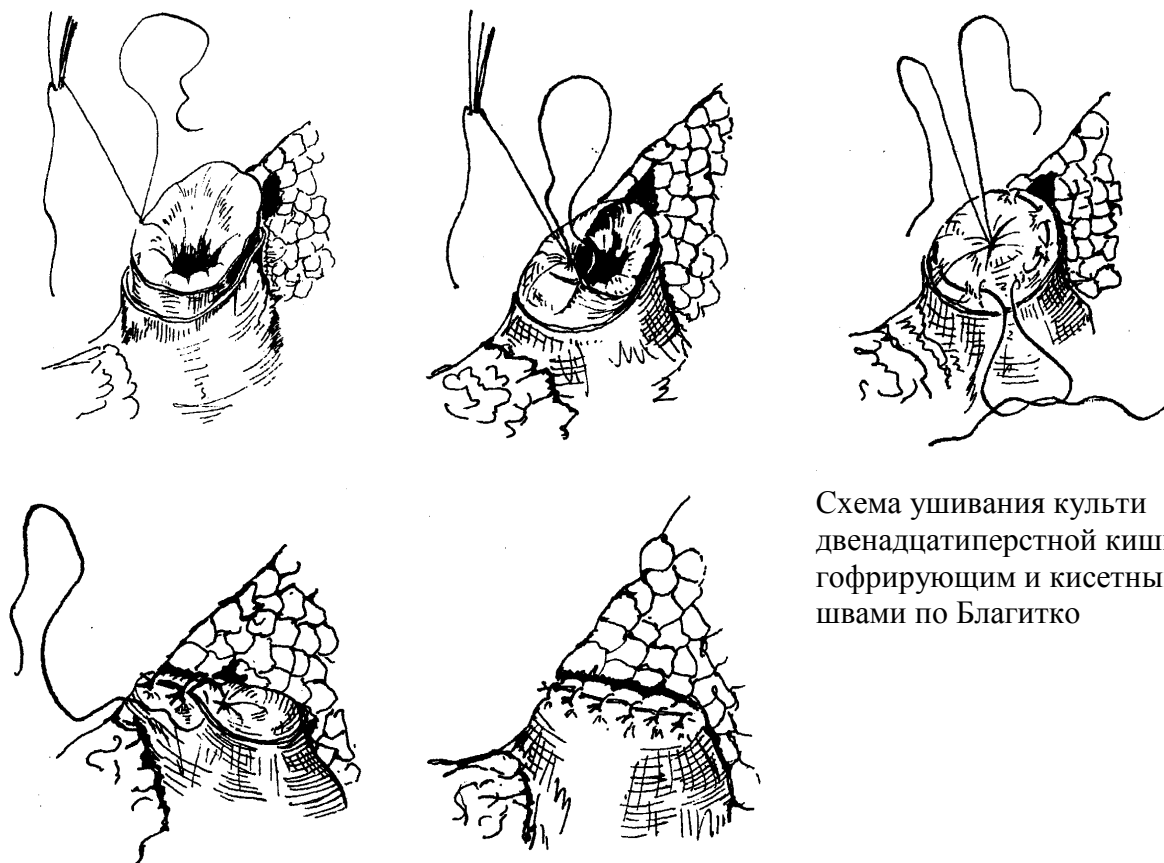 Схема ушивания культи
двенадцатиперстной киш
гофрирующим и кисетны
швами по Благитко